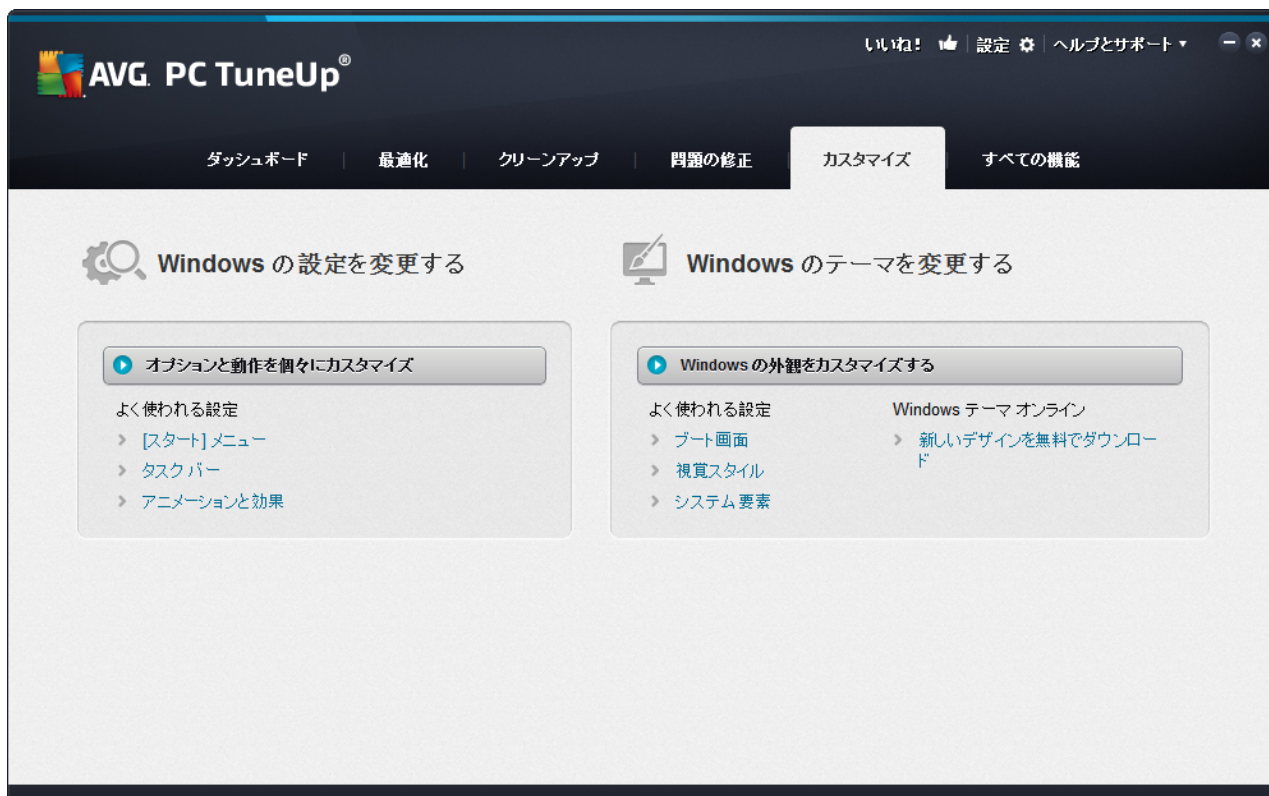 いいね! 設定 ヘルプとサポート
AVG. PC TuneUp®
ダッシュボード 最適化 クリーンアップ 問題の修正 カスタマイズ すべての機能
Windows の設定を変更する
オプションと動作を個々にカスタマイズ
よく使われる設定
[スタート] メニュー
タスク バー
アニメーションと効果
Windows のテーマを変更する
Windows の外観をカスタマイズする
よく使われる設定
ブート画面
視覚スタイル
システム要素
Windows テーマ オンライン
新しいデザインを無料でダウンロー
ド